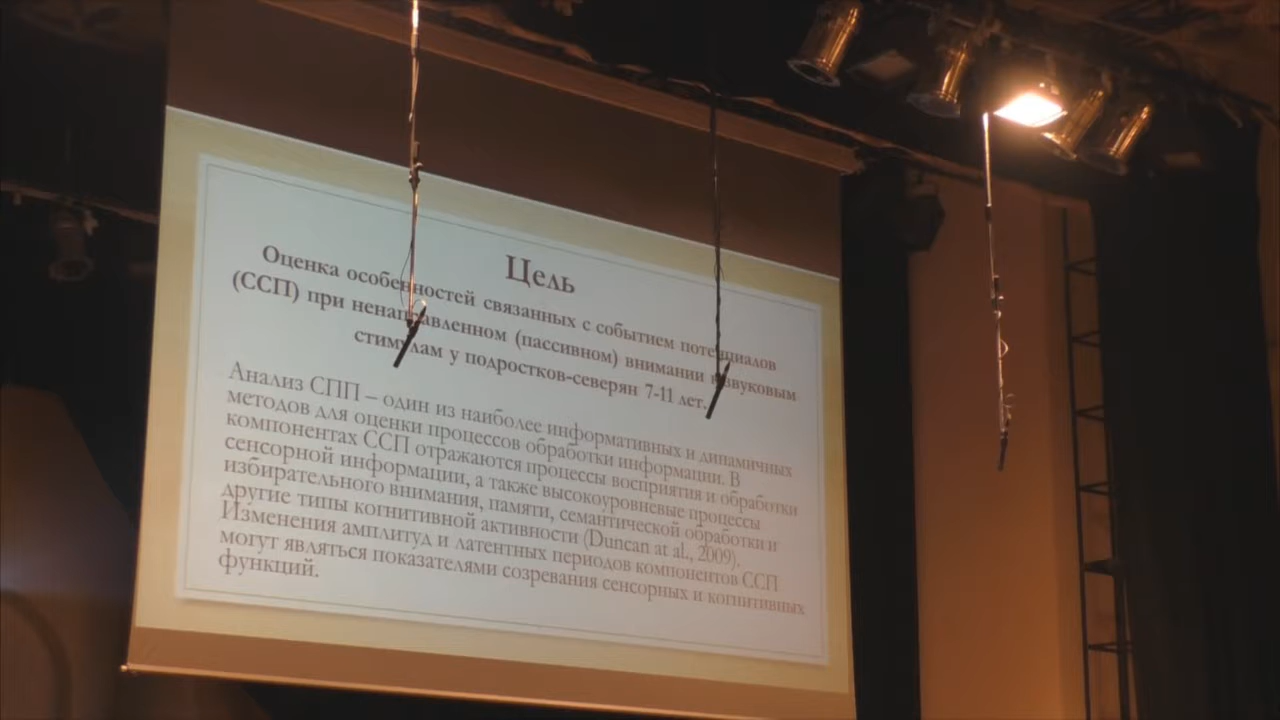 Цель
Оценка особенностей связанных с событием потенциалов
(ССП) при ненаправленном (пассивном) внимании к звуковым
стимулам у подростков-северян 7-11 лет.
Анализ СПП – один из наиболее информативных и динамичных
методов для оценки процессов обработки информации. В
компонентах ССП отражаются процессы восприятия и обработки
сенсорной информации, а также высокоуровневые процессы
избирательного внимания, памяти, семантической обработки и
другие типы когнитивной активности (Duncan at al., 2009).
Изменения амплитуд и латентных периодов компонентов ССП
могут являться показателями созревания сенсорных и когнитивных
функций.